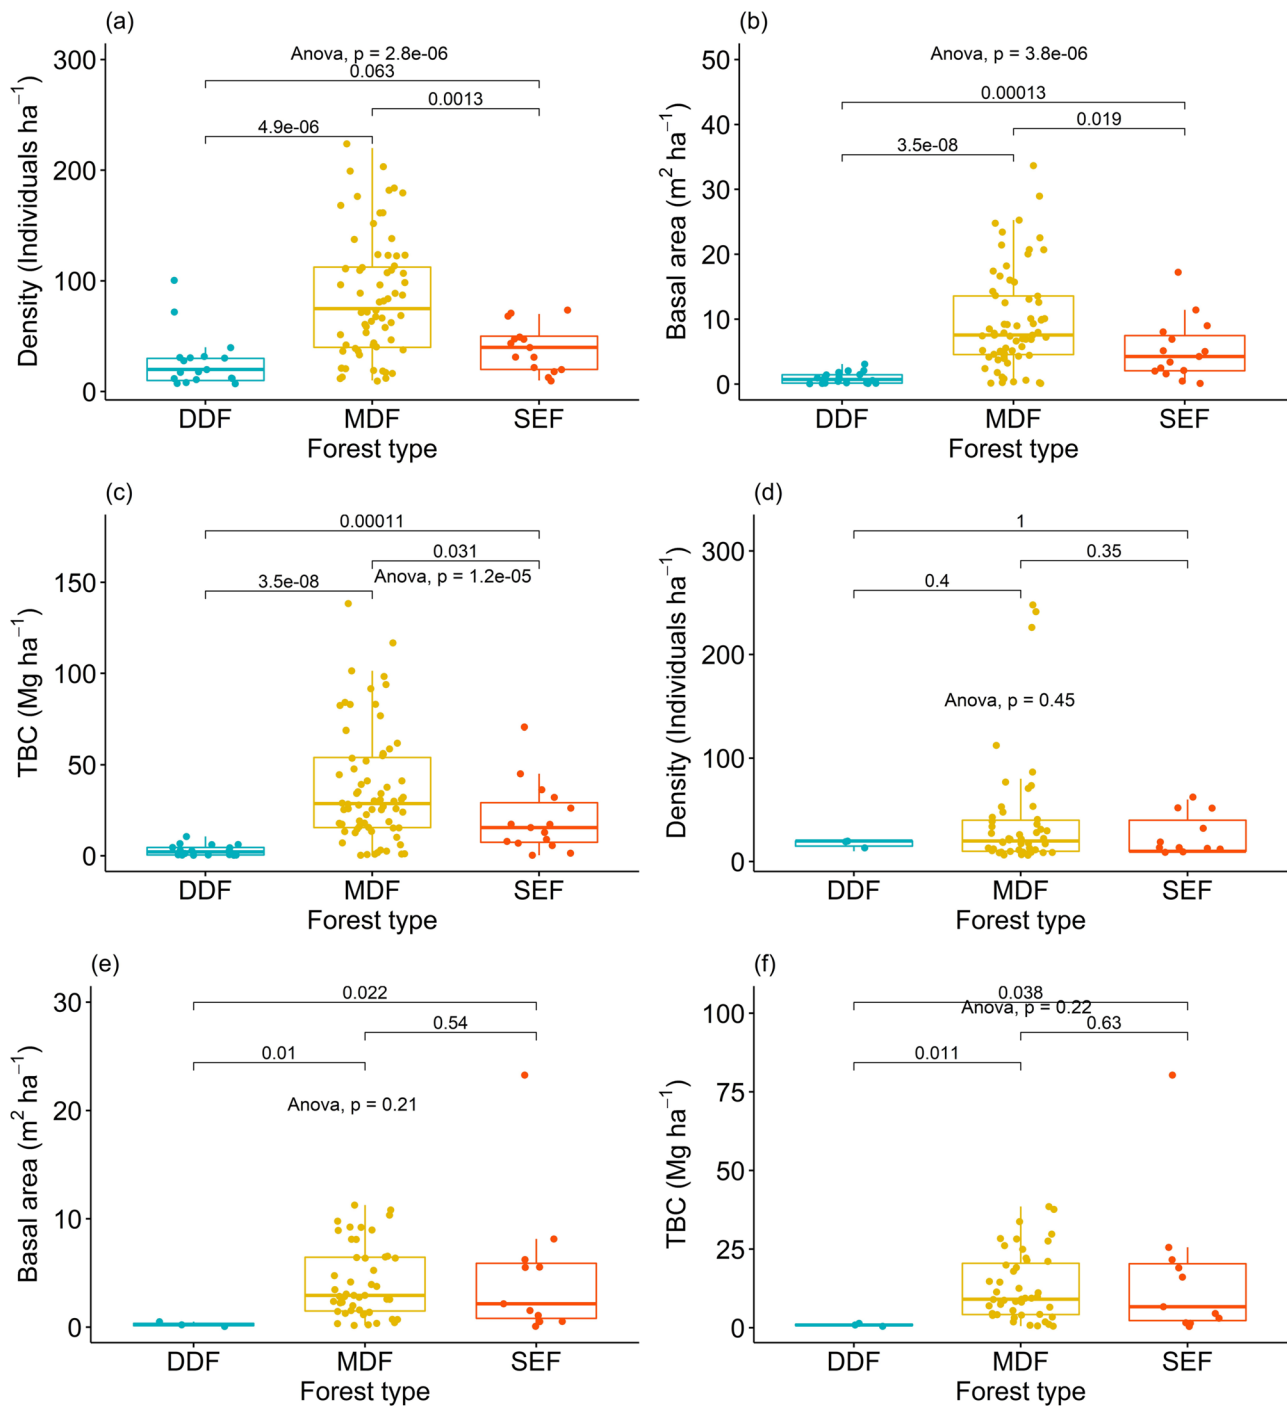 (a)
Anova, p = 2.8e-06
0.063
0.0013
4.9e-06
300
200
100
0
Density (Individuals ha⁻¹)
DDF MDF SEF
Forest type
(b)
Anova, p = 3.8e-06
0.00013
0.019
3.5e-08
50
40
30
20
10
0
Basal area (m² ha⁻¹)
DDF MDF SEF
Forest type
(c)
0.00011
0.031
Anova, p = 1.2e-05
3.5e-08
150
100
50
0
TBC (Mg ha⁻¹)
DDF MDF SEF
Forest type
(d)
1
0.35
0.4
Anova, p = 0.45
300
200
100
0
Density (Individuals ha⁻¹)
DDF MDF SEF
Forest type
(e)
0.022
0.54
0.01
Anova, p = 0.21
30
20
10
0
Basal area (m² ha⁻¹)
DDF MDF SEF
Forest type
(f)
0.038
Anova, p = 0.22
0.63
0.011
100
75
50
25
0
TBC (Mg ha⁻¹)
DDF MDF SEF
Forest type